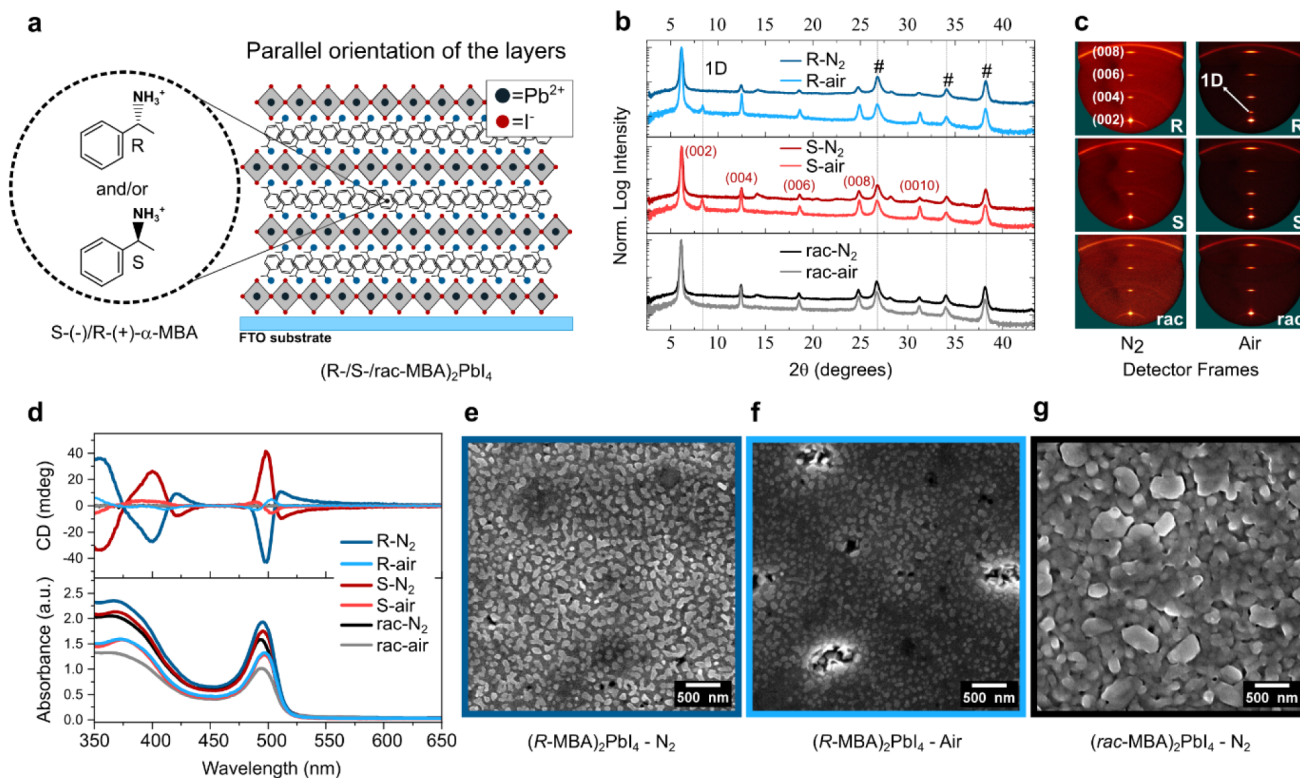 a
Parallel orientation of the layers
NH₃⁺
R
and/or
NH₃⁺
S
S-(-)/R-(+)-α-MBA
=Pb²⁺
=I⁻
FTO substrate
(R-/S-/rac-MBA)₂PbI₄
b
5 10 15 20 25 30 35 40
1D
R-N₂
R-air
# # #
S-N₂
S-air
(002)
(004)
(006)
(008)
(0010)
rac-N₂
rac-air
Norm. Log Intensity
5 10 15 20 25 30 35 40
2θ (degrees)
c
(008)
(006)
(004)
(002)
R
1D
R
S
S
rac
rac
N₂
Air
Detector Frames
d
CD (mdeg)
40
20
0
-20
-40
R-N₂
R-air
S-N₂
S-air
rac-N₂
rac-air
Absorbance (a.u.)
2.5
2.0
1.5
1.0
0.5
0.0
350 400 450 500 550 600 650
Wavelength (nm)
e
500 nm
(R-MBA)₂PbI₄ - N₂
f
500 nm
(R-MBA)₂PbI₄ - Air
g
500 nm
(rac-MBA)₂PbI₄ - N₂